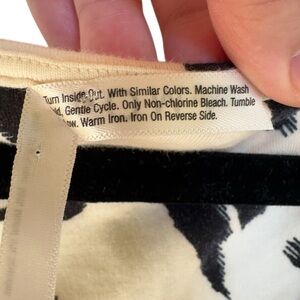 Turn Inside Out. With Similar Colors. Machine Wash
Gentle Cycle. Only Non-chlorine Bleach. Tumble
Warm Iron. Iron On Reverse Side.